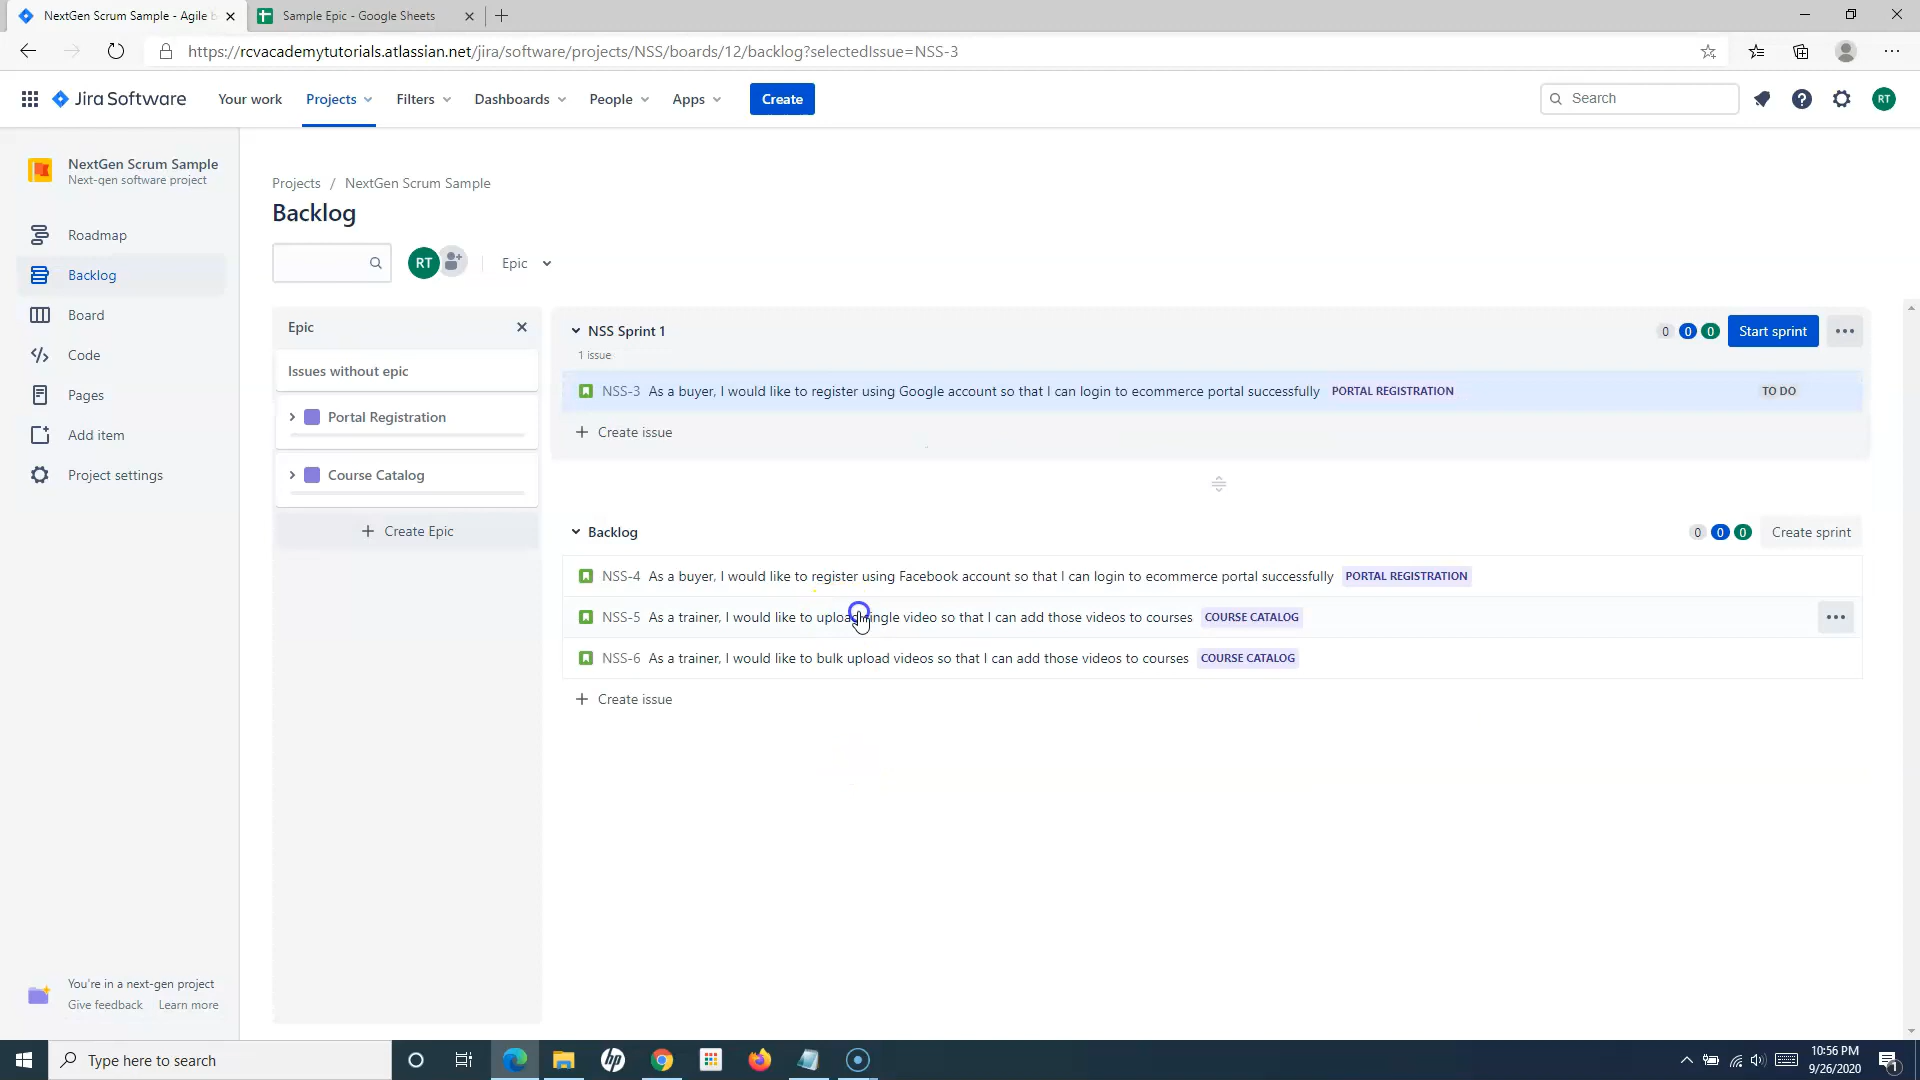 NextGen Scrum Sample - Agile b
Sample Epic - Google Sheets
https://rcvacademytutorials.atlassian.net/jira/software/projects/NSS/boards/12/backlog?selectedIssue=NSS-3
Jira Software
Your work
Projects
Filters
Dashboards
People
Apps
Create
Search
RT
NextGen Scrum Sample
Next-gen software project
Roadmap
Backlog
Board
Code
Pages
Add item
Project settings
You're in a next-gen project
Give feedback
Learn more
Projects / NextGen Scrum Sample
Backlog
RT
Epic
Epic
Issues without epic
Portal Registration
Course Catalog
+ Create Epic
NSS Sprint 1
0 0 0
Start sprint
1 issue
NSS-3 As a buyer, I would like to register using Google account so that I can login to ecommerce portal successfully PORTAL REGISTRATION TO DO
+ Create issue
Backlog
0 0 0
Create sprint
NSS-4 As a buyer, I would like to register using Facebook account so that I can login to ecommerce portal successfully PORTAL REGISTRATION
NSS-5 As a trainer, I would like to upload single video so that I can add those videos to courses COURSE CATALOG
NSS-6 As a trainer, I would like to bulk upload videos so that I can add those videos to courses COURSE CATALOG
+ Create issue
Type here to search
hp
10:56 PM
9/26/2020
1